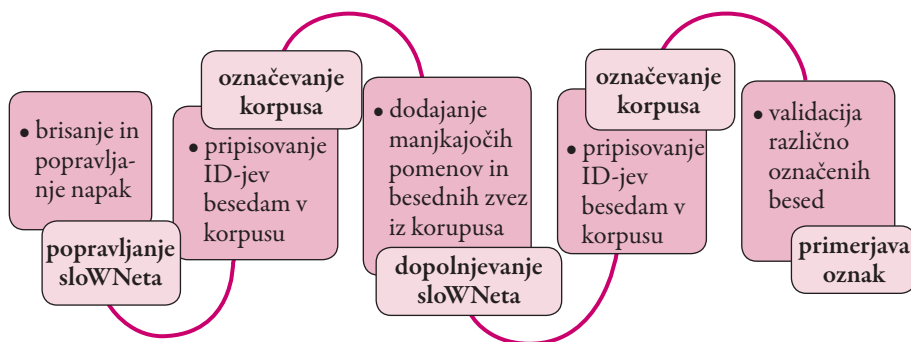 • brisanje in
popravlja-
nje napak
popravljanje
sloWNeta
označevanje
korpusa
• pripisovanje
ID-jev
besedam v
korpusu
• dodajanje
manjkajočih
pomenov in
besednih zvez
iz korupusa
dopolnjevanje
sloWNeta
označevanje
korpusa
• pripisovanje
ID-jev
besedam v
korpusu
• validacija
različno
označenih
besed
primerjava
oznak